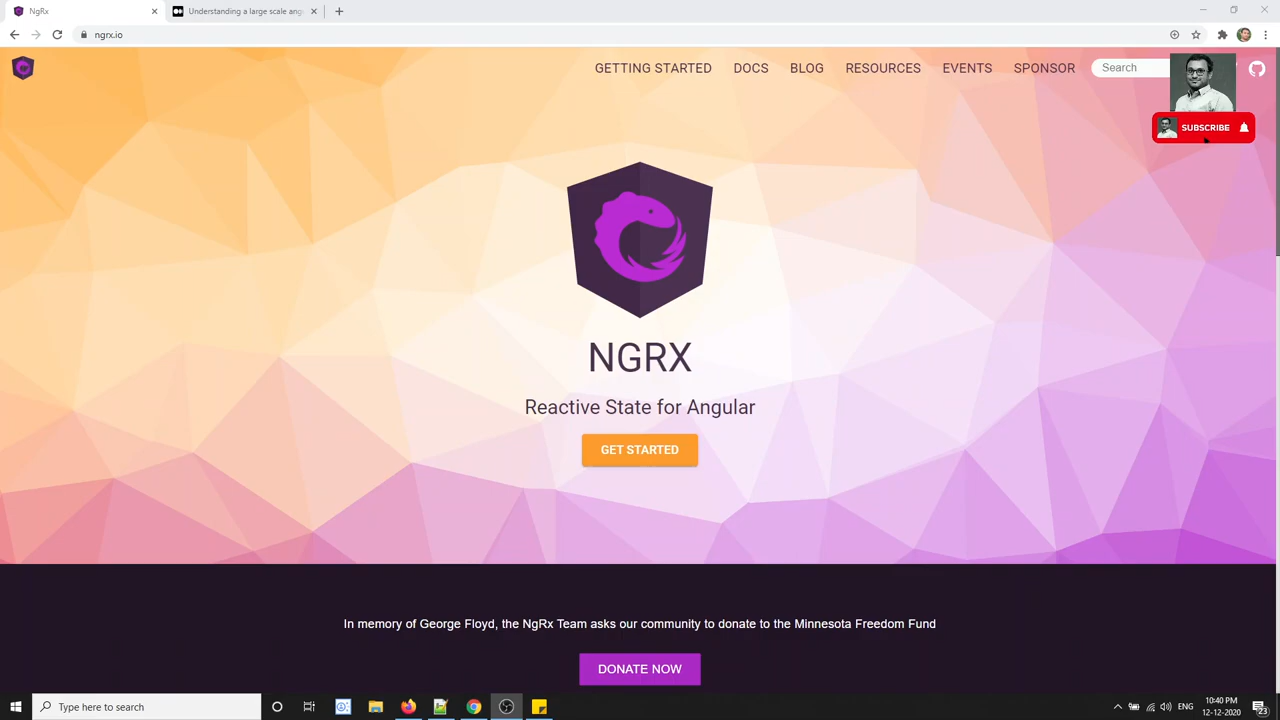 NgRx
Understanding a large scale ang
ngrx.io
GETTING STARTED
DOCS
BLOG
RESOURCES
EVENTS
SPONSOR
Search
SUBSCRIBE
NGRX
Reactive State for Angular
GET STARTED
In memory of George Floyd, the NgRx Team asks our community to donate to the Minnesota Freedom Fund
DONATE NOW
Type here to search
ENG
10:40 PM
12-12-2020
23